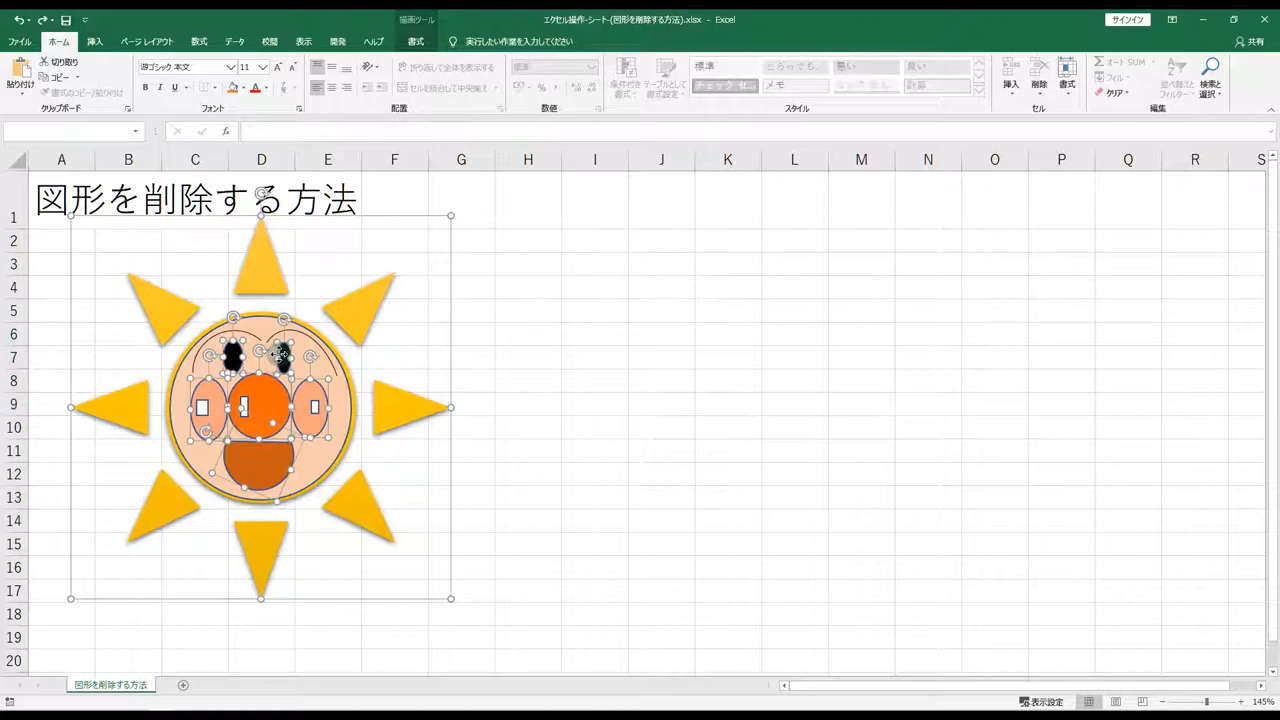 描画ツール
エクセル操作-シート-(図形を削除する方法).xlsx - Excel
サインイン
ファイル ホーム 挿入 ページ レイアウト 数式 データ 校閲 表示 開発 ヘルプ 書式 実行したい作業を入力してください 共有
貼り付け
切り取り
コピー
書式のコピー/貼り付け
クリップボード
游ゴシック 本文 11
B I U
フォント
折り返して全体を表示する
セルを結合して中央揃え
配置
標準
数値
条件付き書式
テーブルとして書式設定
標準 どちらでも... 悪い 良い
チェック セ... メモ 計算
スタイル
挿入 削除 書式
セル
オート SUM
フィル
クリア
並べ替えとフィルター
検索と選択
編集
fx
A B C D E F G H I J K L M N O P Q R S
図形を削除する方法
1
2
3
4
5
6
7
8
9
10
11
12
13
14
15
16
17
18
19
20
図形を削除する方法
表示設定
145%